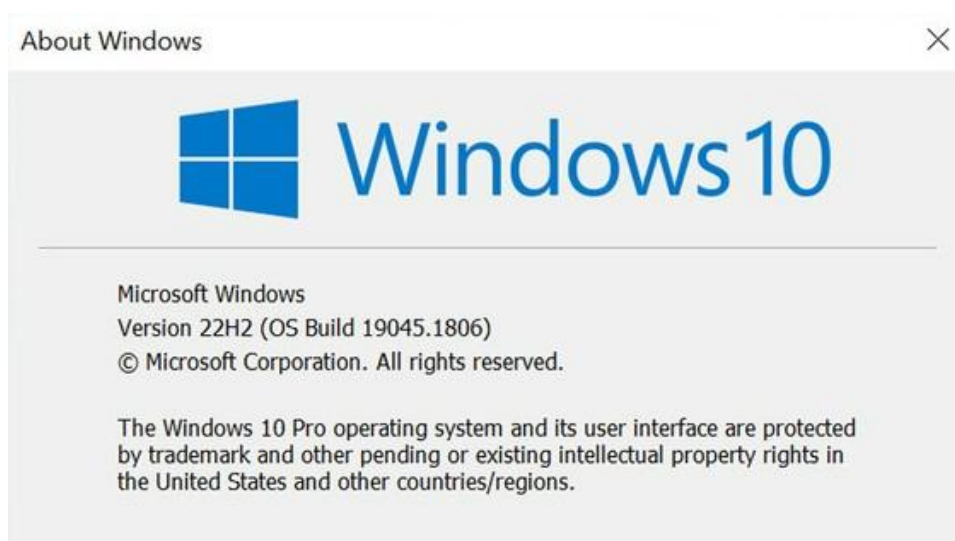 About Windows
Windows 10
Microsoft Windows
Version 22H2 (OS Build 19045.1806)
© Microsoft Corporation. All rights reserved.
The Windows 10 Pro operating system and its user interface are protected
by trademark and other pending or existing intellectual property rights in
the United States and other countries/regions.